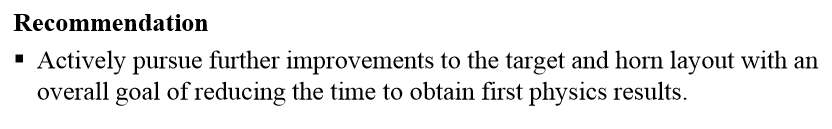 Recommendation
▪ Actively pursue further improvements to the target and horn layout with an
overall goal of reducing the time to obtain first physics results.